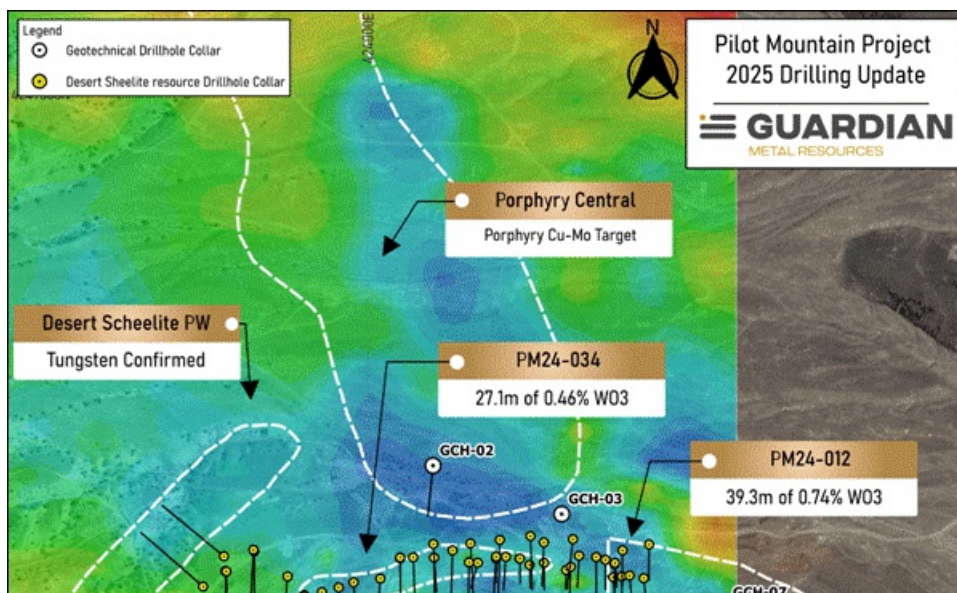 Legend
Geotechnical Drillhole Collar
Desert Sheelite resource Drillhole Collar
N
Pilot Mountain Project
2025 Drilling Update
GUARDIAN
METAL RESOURCES
Porphyry Central
Porphyry Cu-Mo Target
Desert Scheelite PW
Tungsten Confirmed
PM24-034
27.1m of 0.46% WO3
GCH-02
PM24-012
39.3m of 0.74% WO3
GCH-03